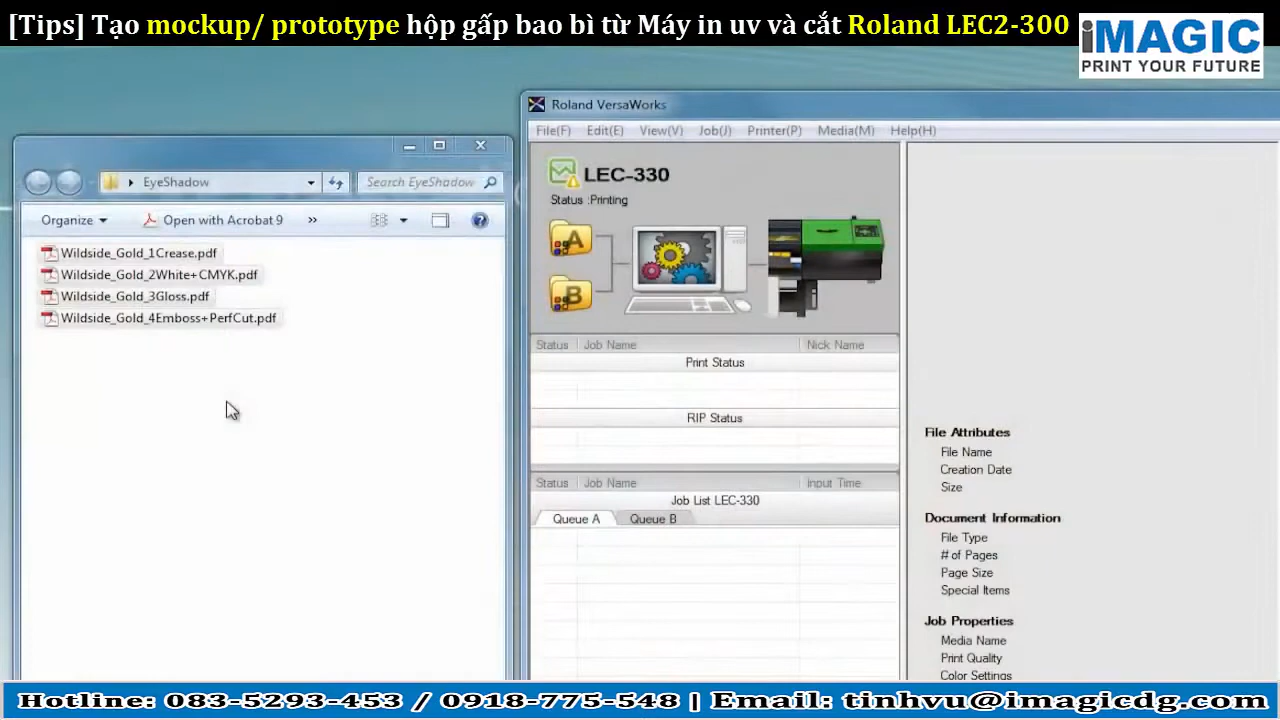 [Tips] Tạo mockup/ prototype hộp gấp bao bì từ Máy in uv và cắt Roland LEC2-300
iMAGIC
PRINT YOUR FUTURE
EyeShadow
Search EyeShadow
Organize
Open with Acrobat 9
»
Wildside_Gold_1Crease.pdf
Wildside_Gold_2White+CMYK.pdf
Wildside_Gold_3Gloss.pdf
Wildside_Gold_4Emboss+PerfCut.pdf
Roland VersaWorks
File(F) Edit(E) View(V) Job(J) Printer(P) Media(M) Help(H)
LEC-330
Status :Printing
A
B
Status Job Name Nick Name
Print Status
RIP Status
Status Job Name Input Time
Job List LEC-330
Queue A Queue B
File Attributes
File Name
Creation Date
Size
Document Information
File Type
# of Pages
Page Size
Special Items
Job Properties
Media Name
Print Quality
Color Settings
Hotline: 083-5293-453 / 0918-775-548 | Email: tinhvu@imagicdg.com